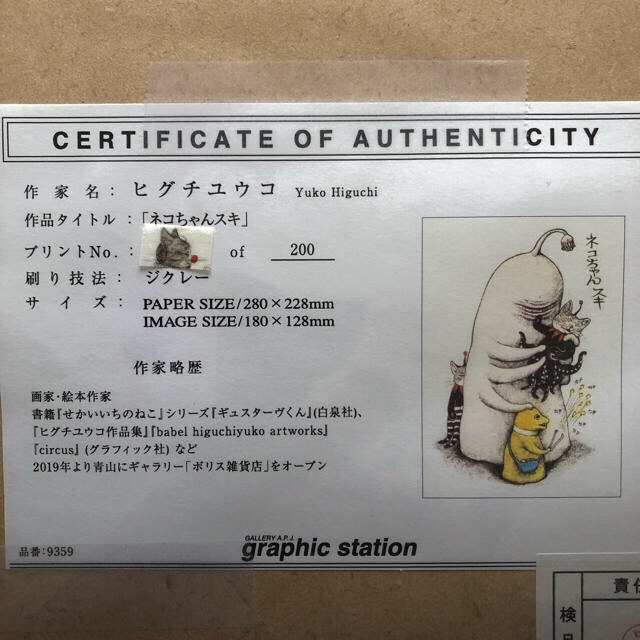 CERTIFICATE OF AUTHENTICITY
作家名：ヒグチユウコ Yuko Higuchi
作品タイトル：「ネコちゃんスキ」
プリントNo.： of 200
刷り技法：ジクレー
サイズ：PAPER SIZE/280×228mm
IMAGE SIZE/180×128mm
作家略歴
画家・絵本作家
書籍『せかいいちのねこ』シリーズ『ギュスターヴくん』(白泉社)、
『ヒグチユウコ作品集』『babel higuchiyuko artworks』
『circus』(グラフィック社) など
2019年より青山にギャラリー「ボリス雑貨店」をオープン
ネコちゃん
スキ
品番：9359
GALLERY A.P.J.
graphic station
責任
検品